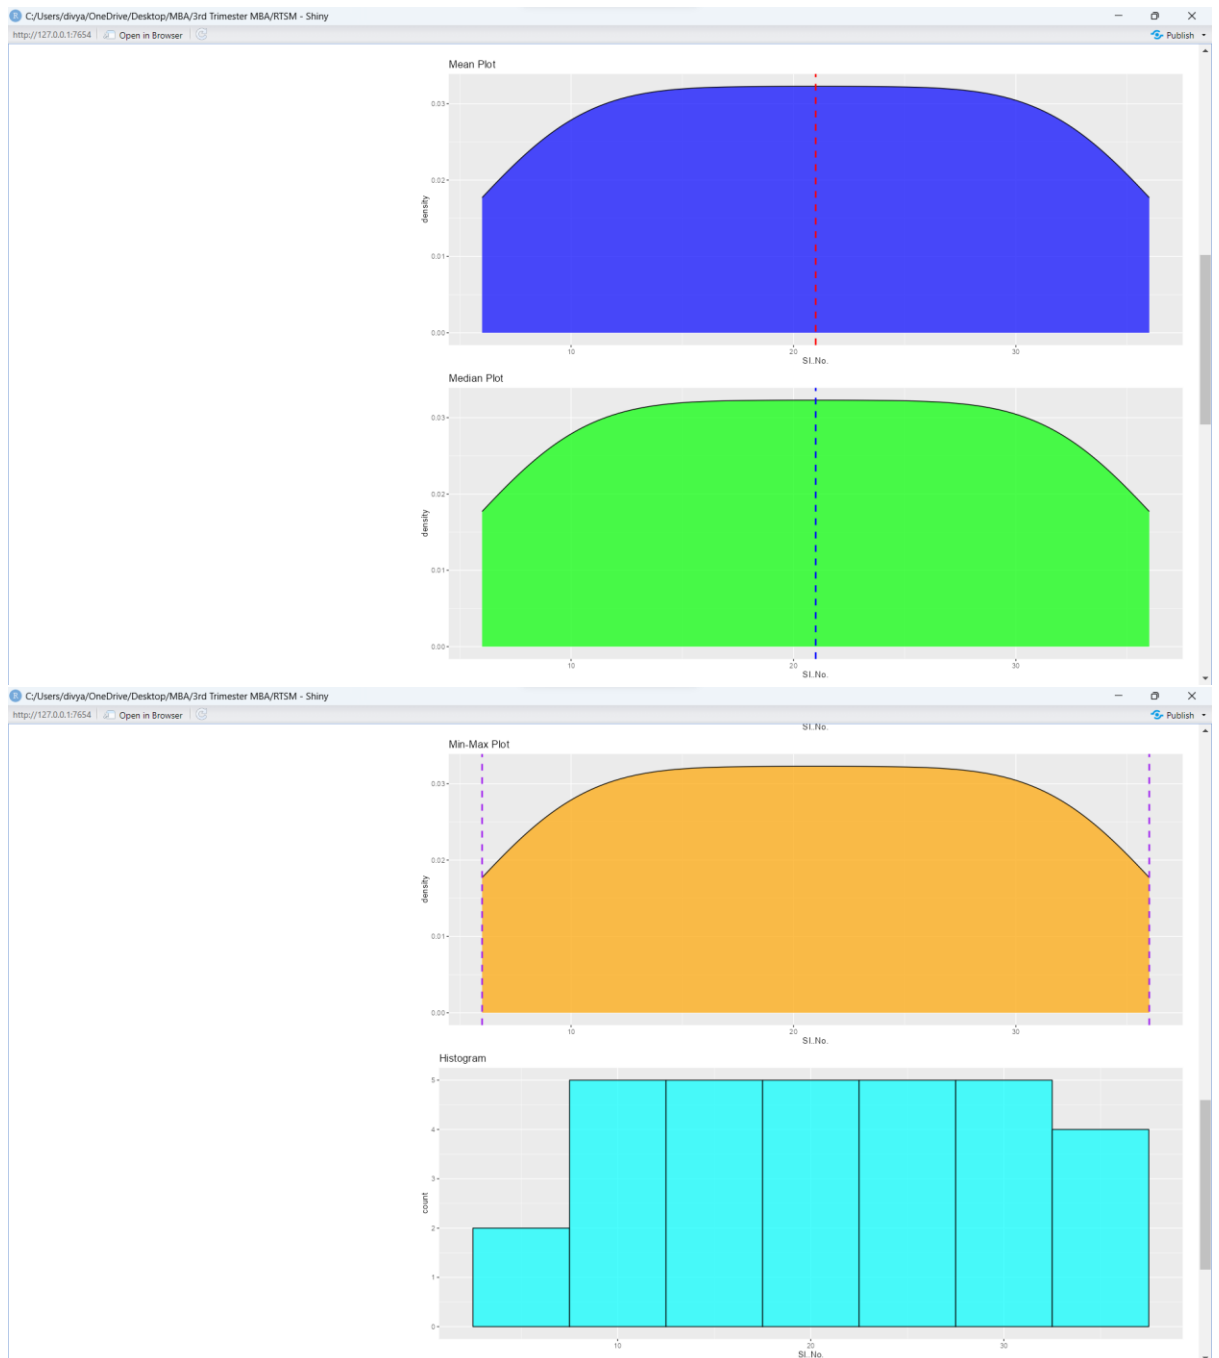 C:/Users/divya/OneDrive/Desktop/MBA/3rd Trimester MBA/RTSM - Shiny
http://127.0.0.1:7654 Open in Browser Publish
Mean Plot
0.03
0.02
0.01
0.00
density
10 20 30
Sl..No.
Median Plot
0.03
0.02
0.01
0.00
density
10 20 30
Sl..No.
C:/Users/divya/OneDrive/Desktop/MBA/3rd Trimester MBA/RTSM - Shiny
http://127.0.0.1:7654 Open in Browser Publish
Sl..No.
Min-Max Plot
0.03
0.02
0.01
0.00
density
10 20 30
Sl..No.
Histogram
5
4
3
2
1
0
count
10 20 30
Sl..No.